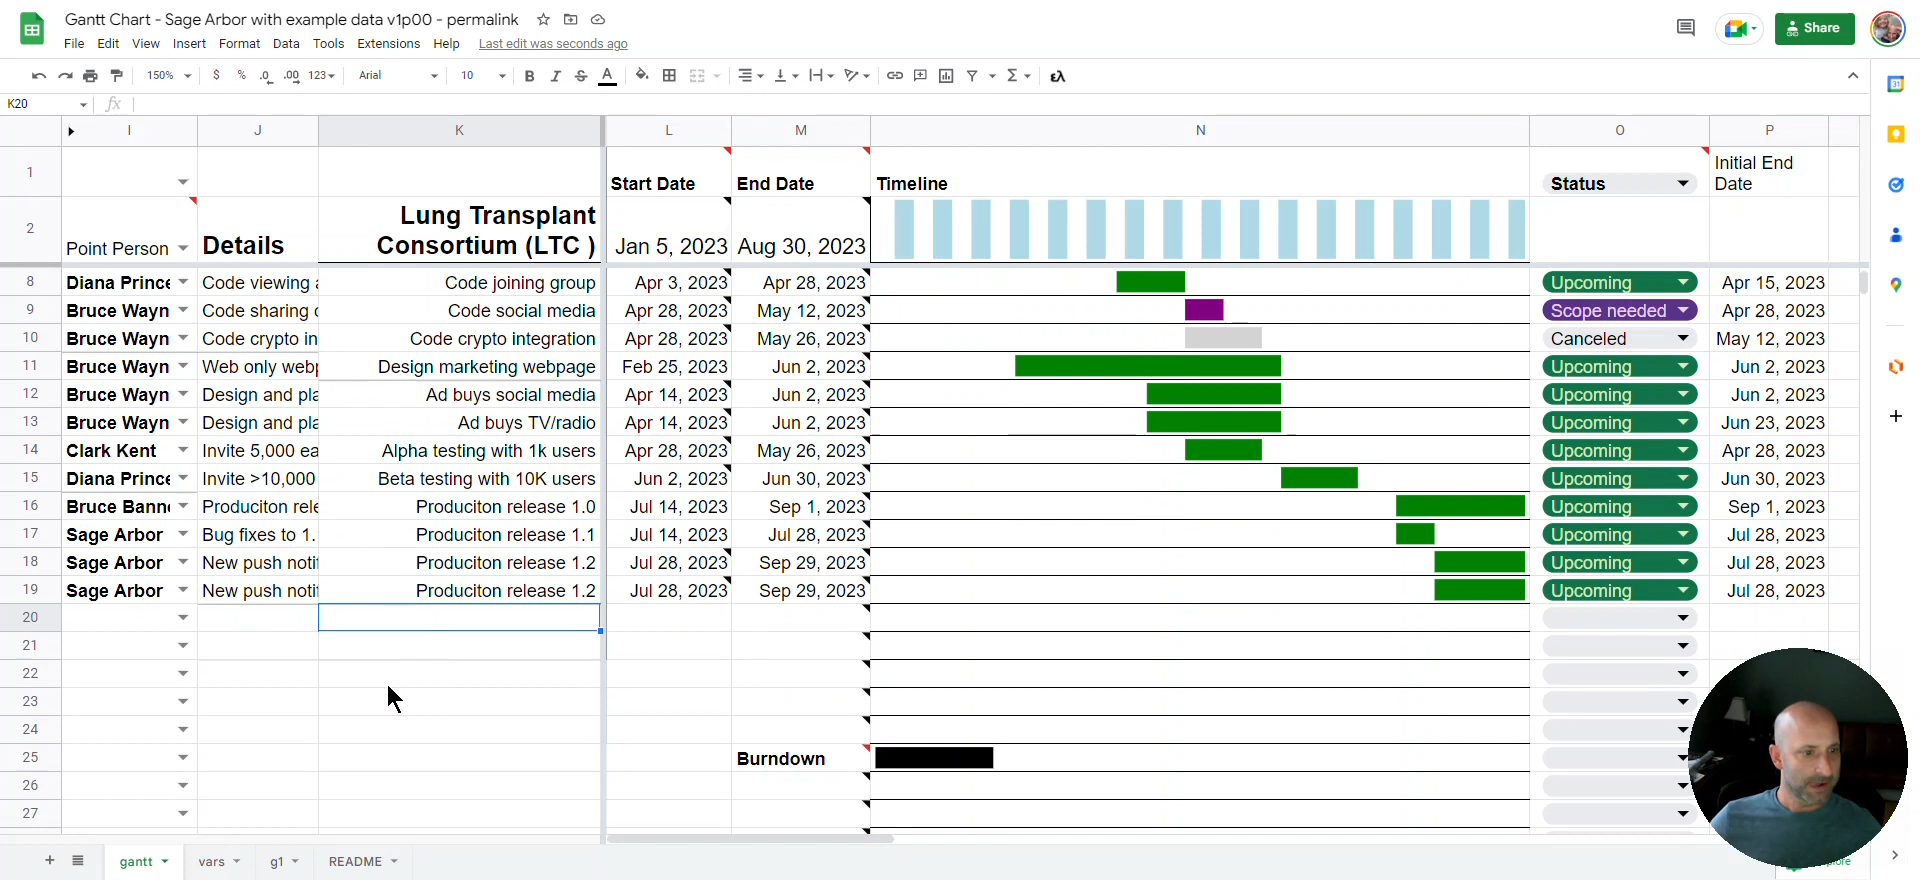 Gantt Chart - Sage Arbor with example data v1p00 - permalink
Share
File Edit View Insert Format Data Tools Extensions Help Last edit was seconds ago
150% $ % .0 .00 123 Arial 10 B I S A Σ ελ
K20 fx
I J K L M N O P
1 Start Date End Date Timeline Status Initial End
Date
2 Point Person Details Lung Transplant
Consortium (LTC ) Jan 5, 2023 Aug 30, 2023
8 Diana Prince Code viewing a Code joining group Apr 3, 2023 Apr 28, 2023 Upcoming Apr 15, 2023
9 Bruce Wayn Code sharing c Code social media Apr 28, 2023 May 12, 2023 Scope needed Apr 28, 2023
10 Bruce Wayn Code crypto in Code crypto integration Apr 28, 2023 May 26, 2023 Canceled May 12, 2023
11 Bruce Wayn Web only webp Design marketing webpage Feb 25, 2023 Jun 2, 2023 Upcoming Jun 2, 2023
12 Bruce Wayn Design and pla Ad buys social media Apr 14, 2023 Jun 2, 2023 Upcoming Jun 2, 2023
13 Bruce Wayn Design and pla Ad buys TV/radio Apr 14, 2023 Jun 2, 2023 Upcoming Jun 23, 2023
14 Clark Kent Invite 5,000 ea Alpha testing with 1k users Apr 28, 2023 May 26, 2023 Upcoming Apr 28, 2023
15 Diana Prince Invite >10,000 Beta testing with 10K users Jun 2, 2023 Jun 30, 2023 Upcoming Jun 30, 2023
16 Bruce Bann Produciton rele Produciton release 1.0 Jul 14, 2023 Sep 1, 2023 Upcoming Sep 1, 2023
17 Sage Arbor Bug fixes to 1. Produciton release 1.1 Jul 14, 2023 Jul 28, 2023 Upcoming Jul 28, 2023
18 Sage Arbor New push notif Produciton release 1.2 Jul 28, 2023 Sep 29, 2023 Upcoming Jul 28, 2023
19 Sage Arbor New push notif Produciton release 1.2 Jul 28, 2023 Sep 29, 2023 Upcoming Jul 28, 2023
20
21
22
23
24
25 Burndown
26
27
gantt vars g1 README